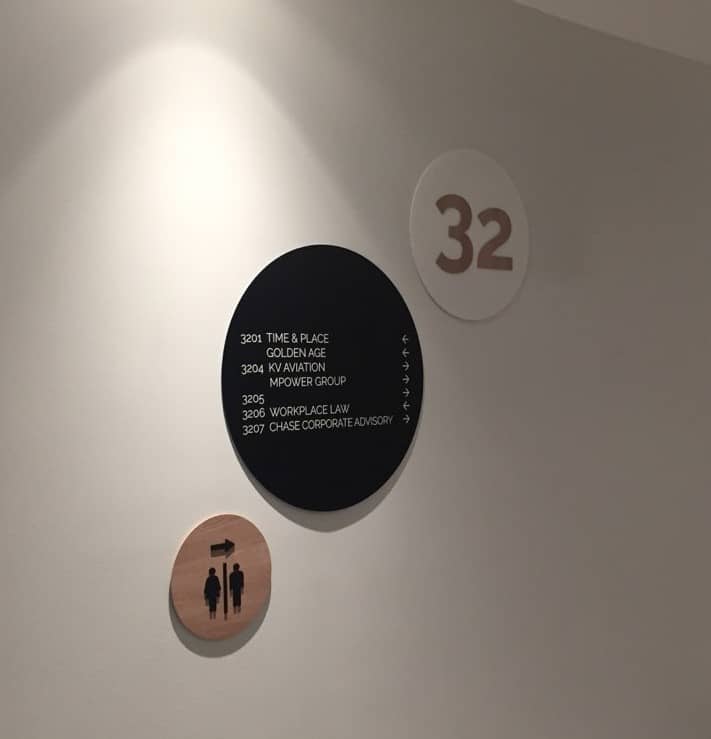 32
3201 TIME & PLACE ←
GOLDEN AGE ←
3204 KV AVIATION →
MPOWER GROUP →
3205 →
3206 WORKPLACE LAW ←
3207 CHASE CORPORATE ADVISORY →